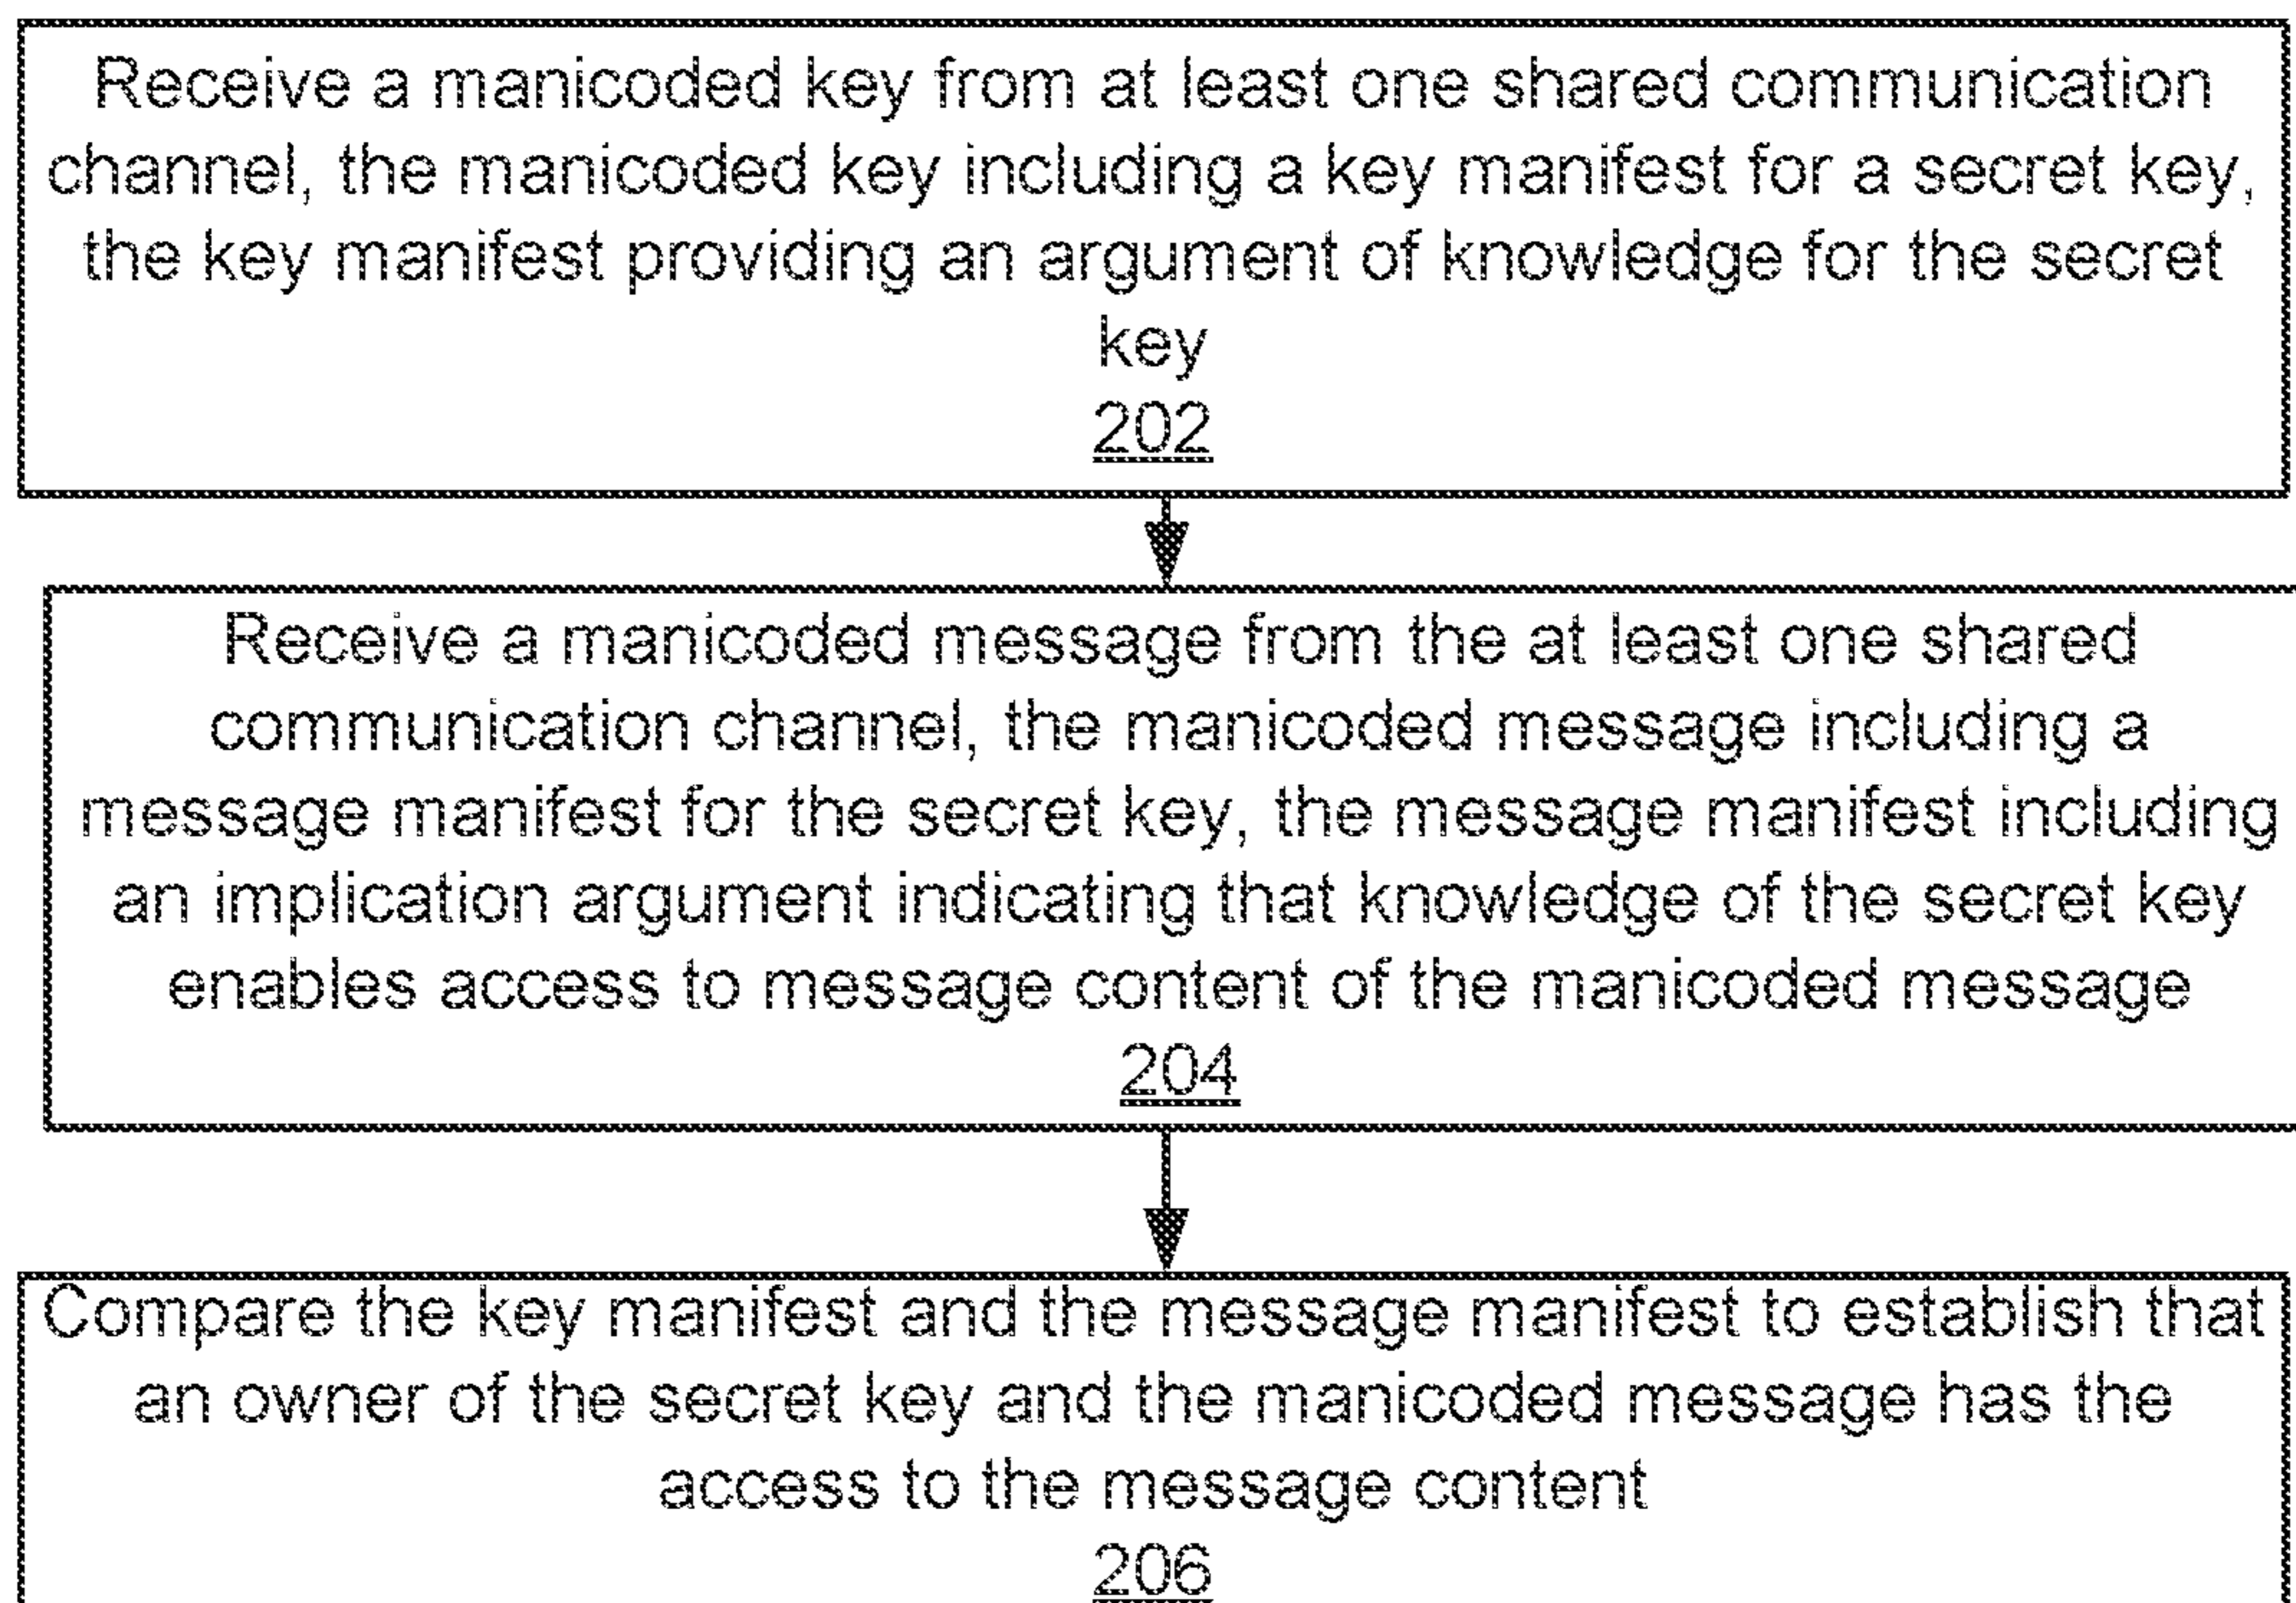 Receive a manicoded key from at least one shared communication
channel, the manicoded key including a key manifest for a secret key,
the key manifest providing an argument of knowledge for the secret
key
202
Receive a manicoded message from the at least one shared
communication channel, the manicoded message including a
message manifest for the secret key, the message manifest including
an implication argument indicating that knowledge of the secret key
enables access to message content of the manicoded message
204
Compare the key manifest and the message manifest to establish that
an owner of the secret key and the manicoded message has the
access to the message content
206